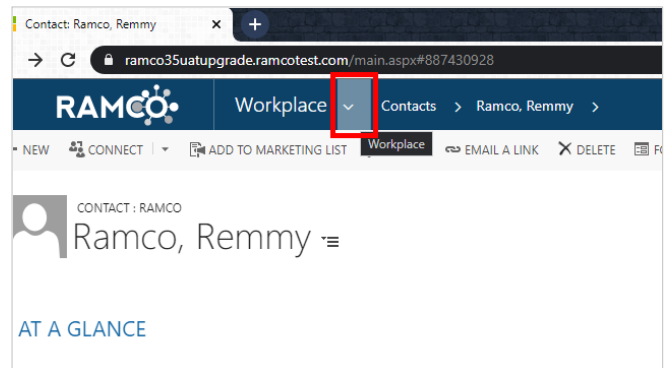 Contact: Ramco, Remmy × +
→ ramco35uatupgrade.ramcotest.com/main.aspx#887430928
RAMCO Workplace Contacts > Ramco, Remmy >
NEW CONNECT ADD TO MARKETING LIST Workplace EMAIL A LINK DELETE
CONTACT : RAMCO
Ramco, Remmy
AT A GLANCE